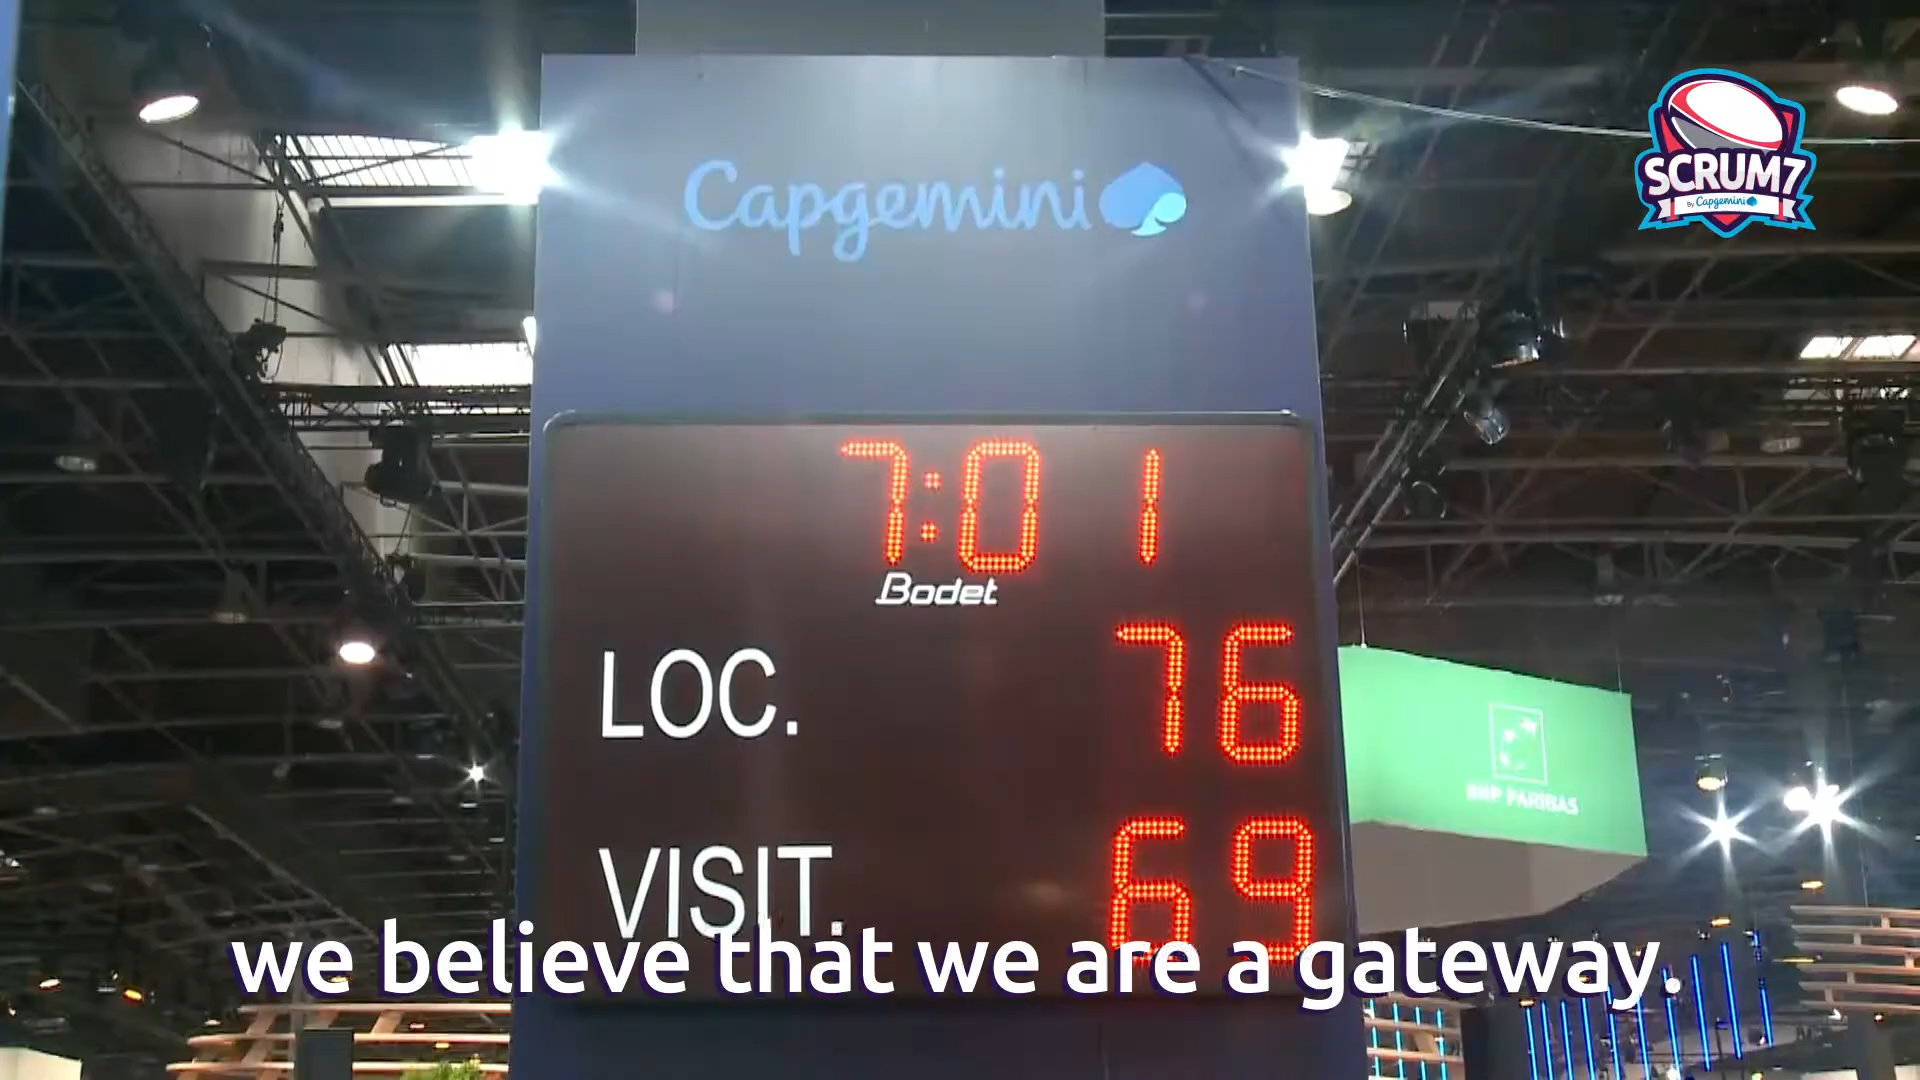 Capgemini
SCRUM7
By Capgemini
7:01 1
Bodet
LOC. 76
BNP PARIBAS
VISIT. 69
we believe that we are a gateway.